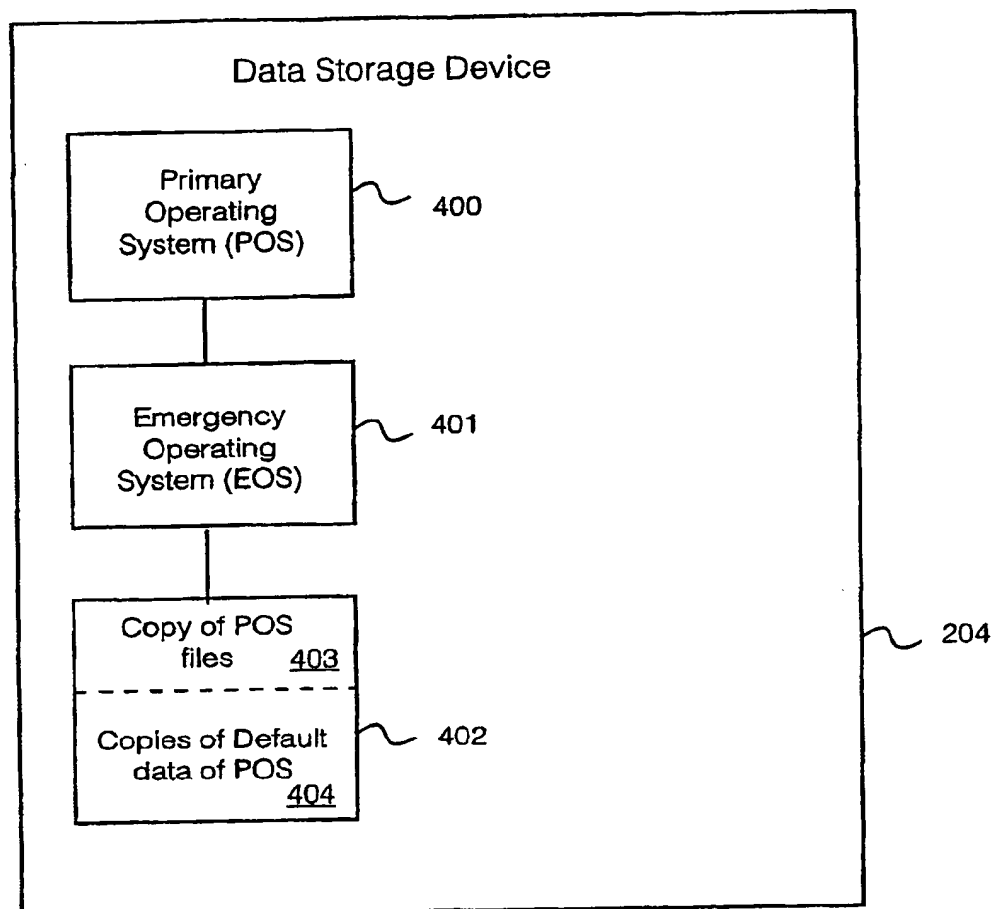 Data Storage Device
Primary
Operating
System (POS)
400
Emergency
Operating
System (EOS)
401
Copy of POS
files 403
Copies of Default
data of POS
404
402
204